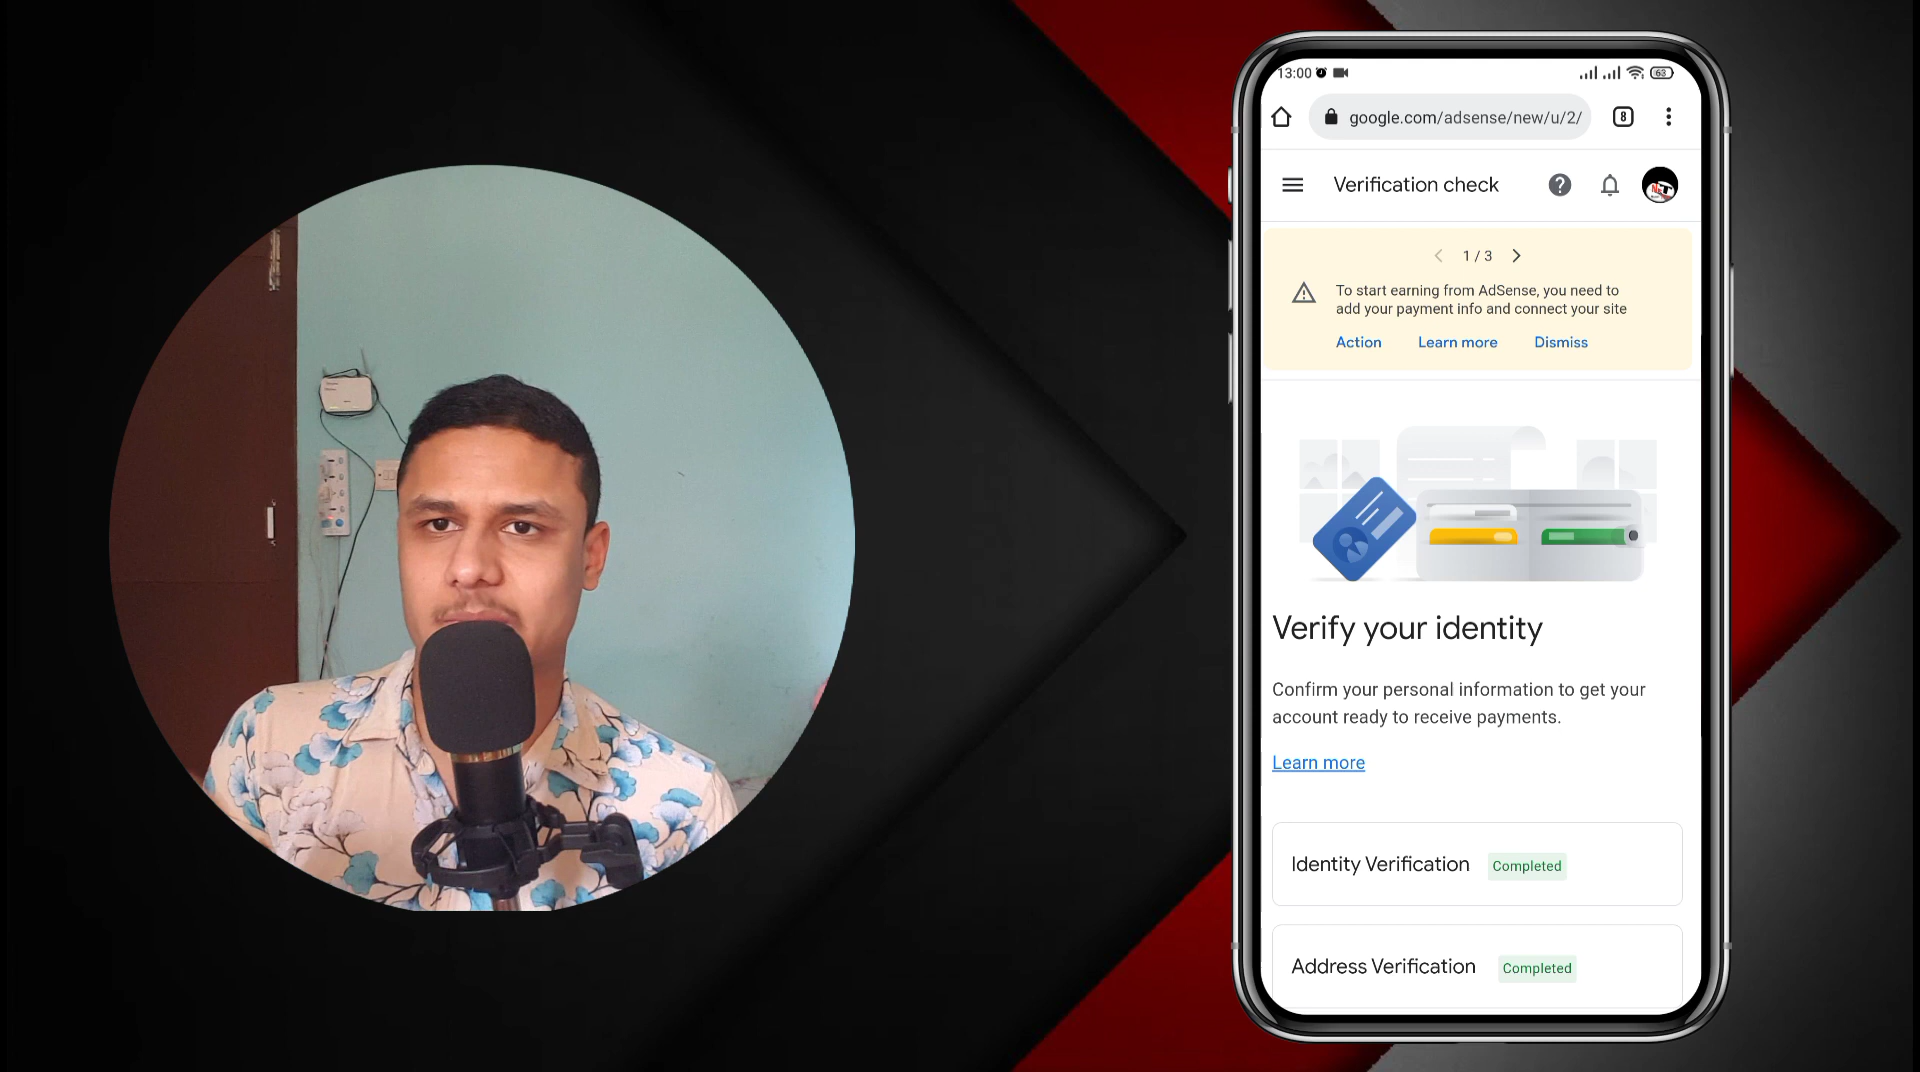 13:00
63
google.com/adsense/new/u/2/
8
Verification check
1 / 3
To start earning from AdSense, you need to
add your payment info and connect your site
Action Learn more Dismiss
Verify your identity
Confirm your personal information to get your
account ready to receive payments.
Learn more
Identity Verification Completed
Address Verification Completed